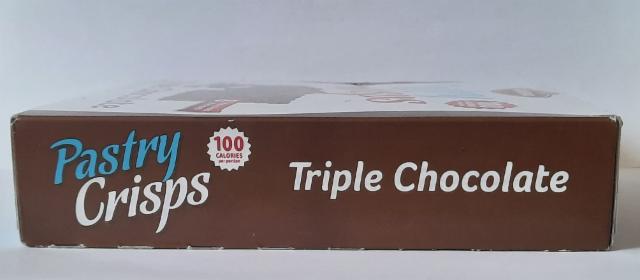 Pastry
Crisps
100
CALORIES
per portion
Triple Chocolate